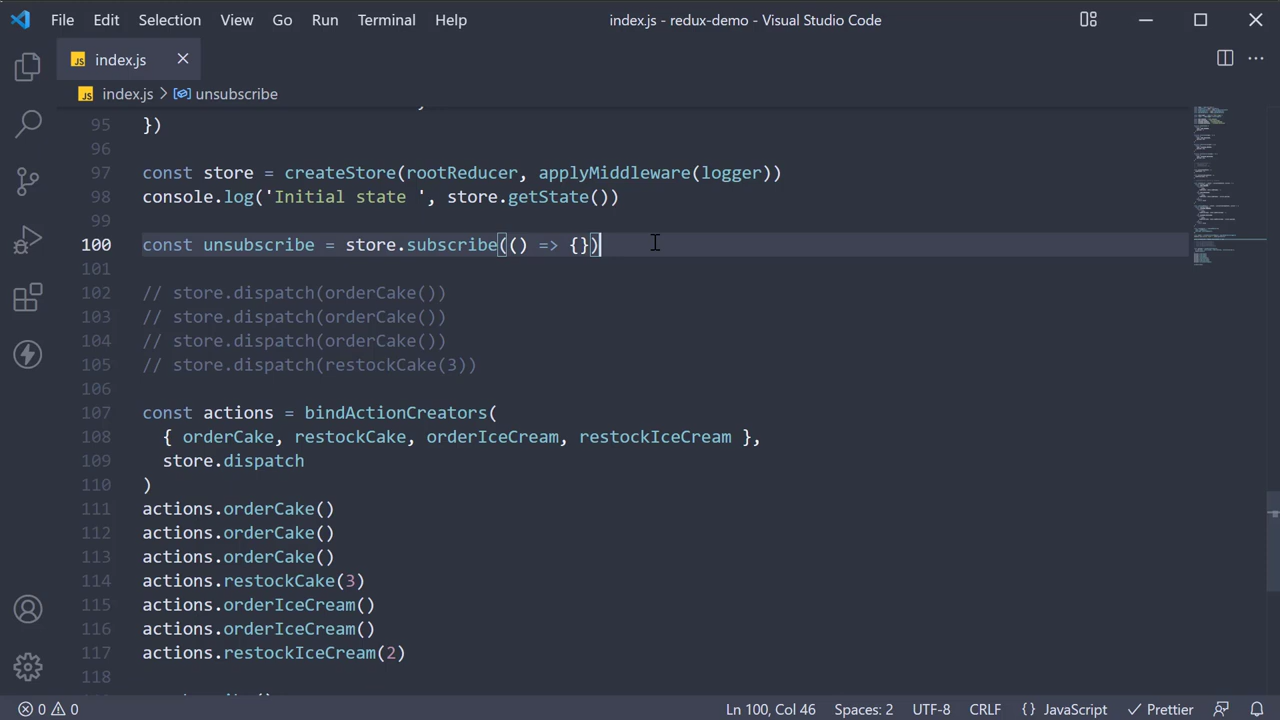 File Edit Selection View Go Run Terminal Help index.js - redux-demo - Visual Studio Code
JS index.js
JS index.js > unsubscribe
95 })
96
97 const store = createStore(rootReducer, applyMiddleware(logger))
98 console.log('Initial state ', store.getState())
99
100 const unsubscribe = store.subscribe(() => {})
101
102 // store.dispatch(orderCake())
103 // store.dispatch(orderCake())
104 // store.dispatch(orderCake())
105 // store.dispatch(restockCake(3))
106
107 const actions = bindActionCreators(
108 { orderCake, restockCake, orderIceCream, restockIceCream },
109 store.dispatch
110 )
111 actions.orderCake()
112 actions.orderCake()
113 actions.orderCake()
114 actions.restockCake(3)
115 actions.orderIceCream()
116 actions.orderIceCream()
117 actions.restockIceCream(2)
118
0 0 Ln 100, Col 46 Spaces: 2 UTF-8 CRLF {} JavaScript Prettier